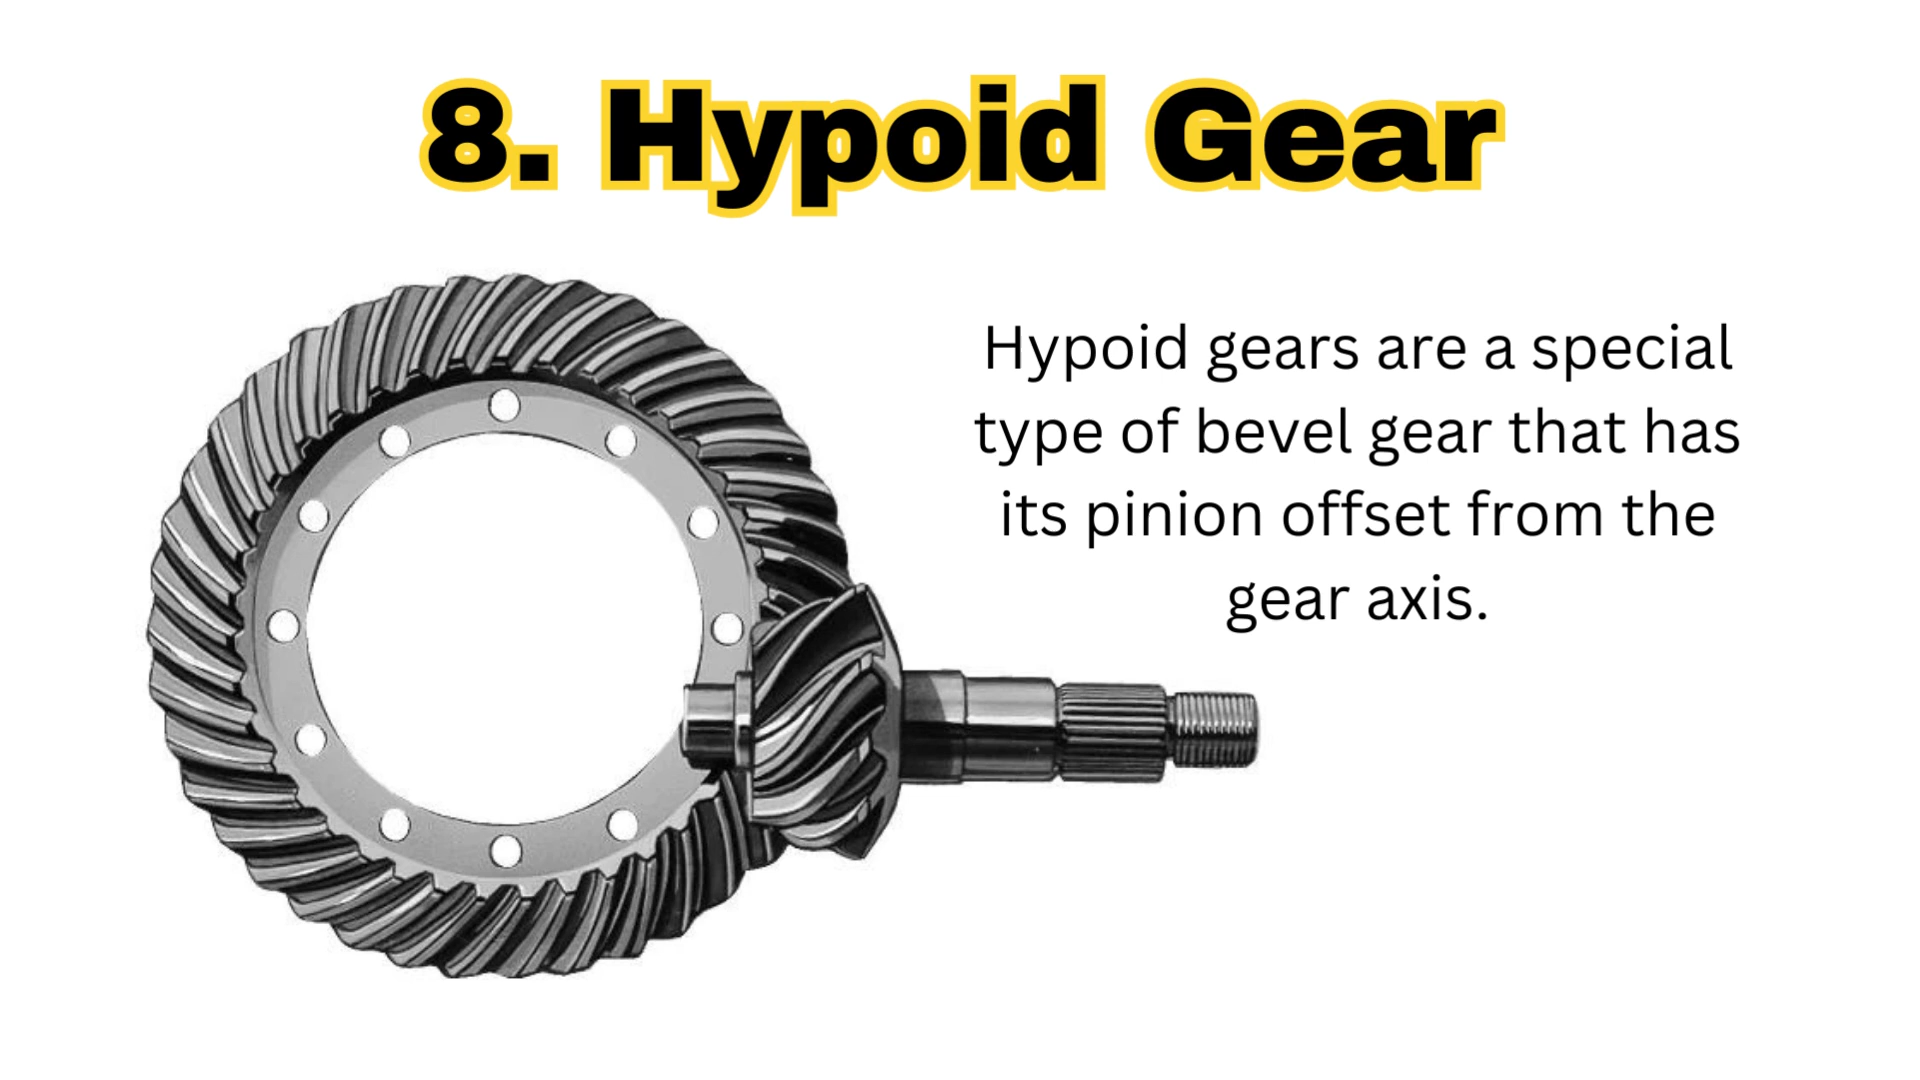 8. Hypoid Gear
Hypoid gears are a special
type of bevel gear that has
its pinion offset from the
gear axis.